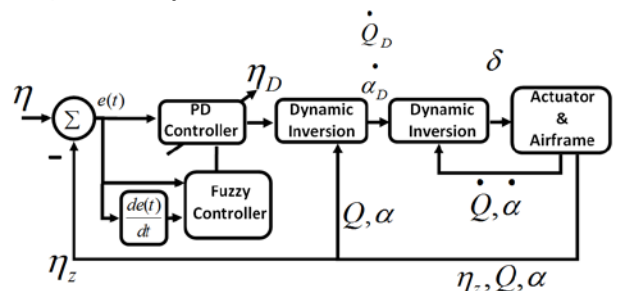 η
e(t)
Σ
−
PD
Controller
η_D
Dynamic
Inversion
Q̇_D
α̇_D
Dynamic
Inversion
δ
Actuator
&
Airframe
de(t)
dt
Fuzzy
Controller
Q,α
Q̇,α̇
η_z
η_z,Q,α